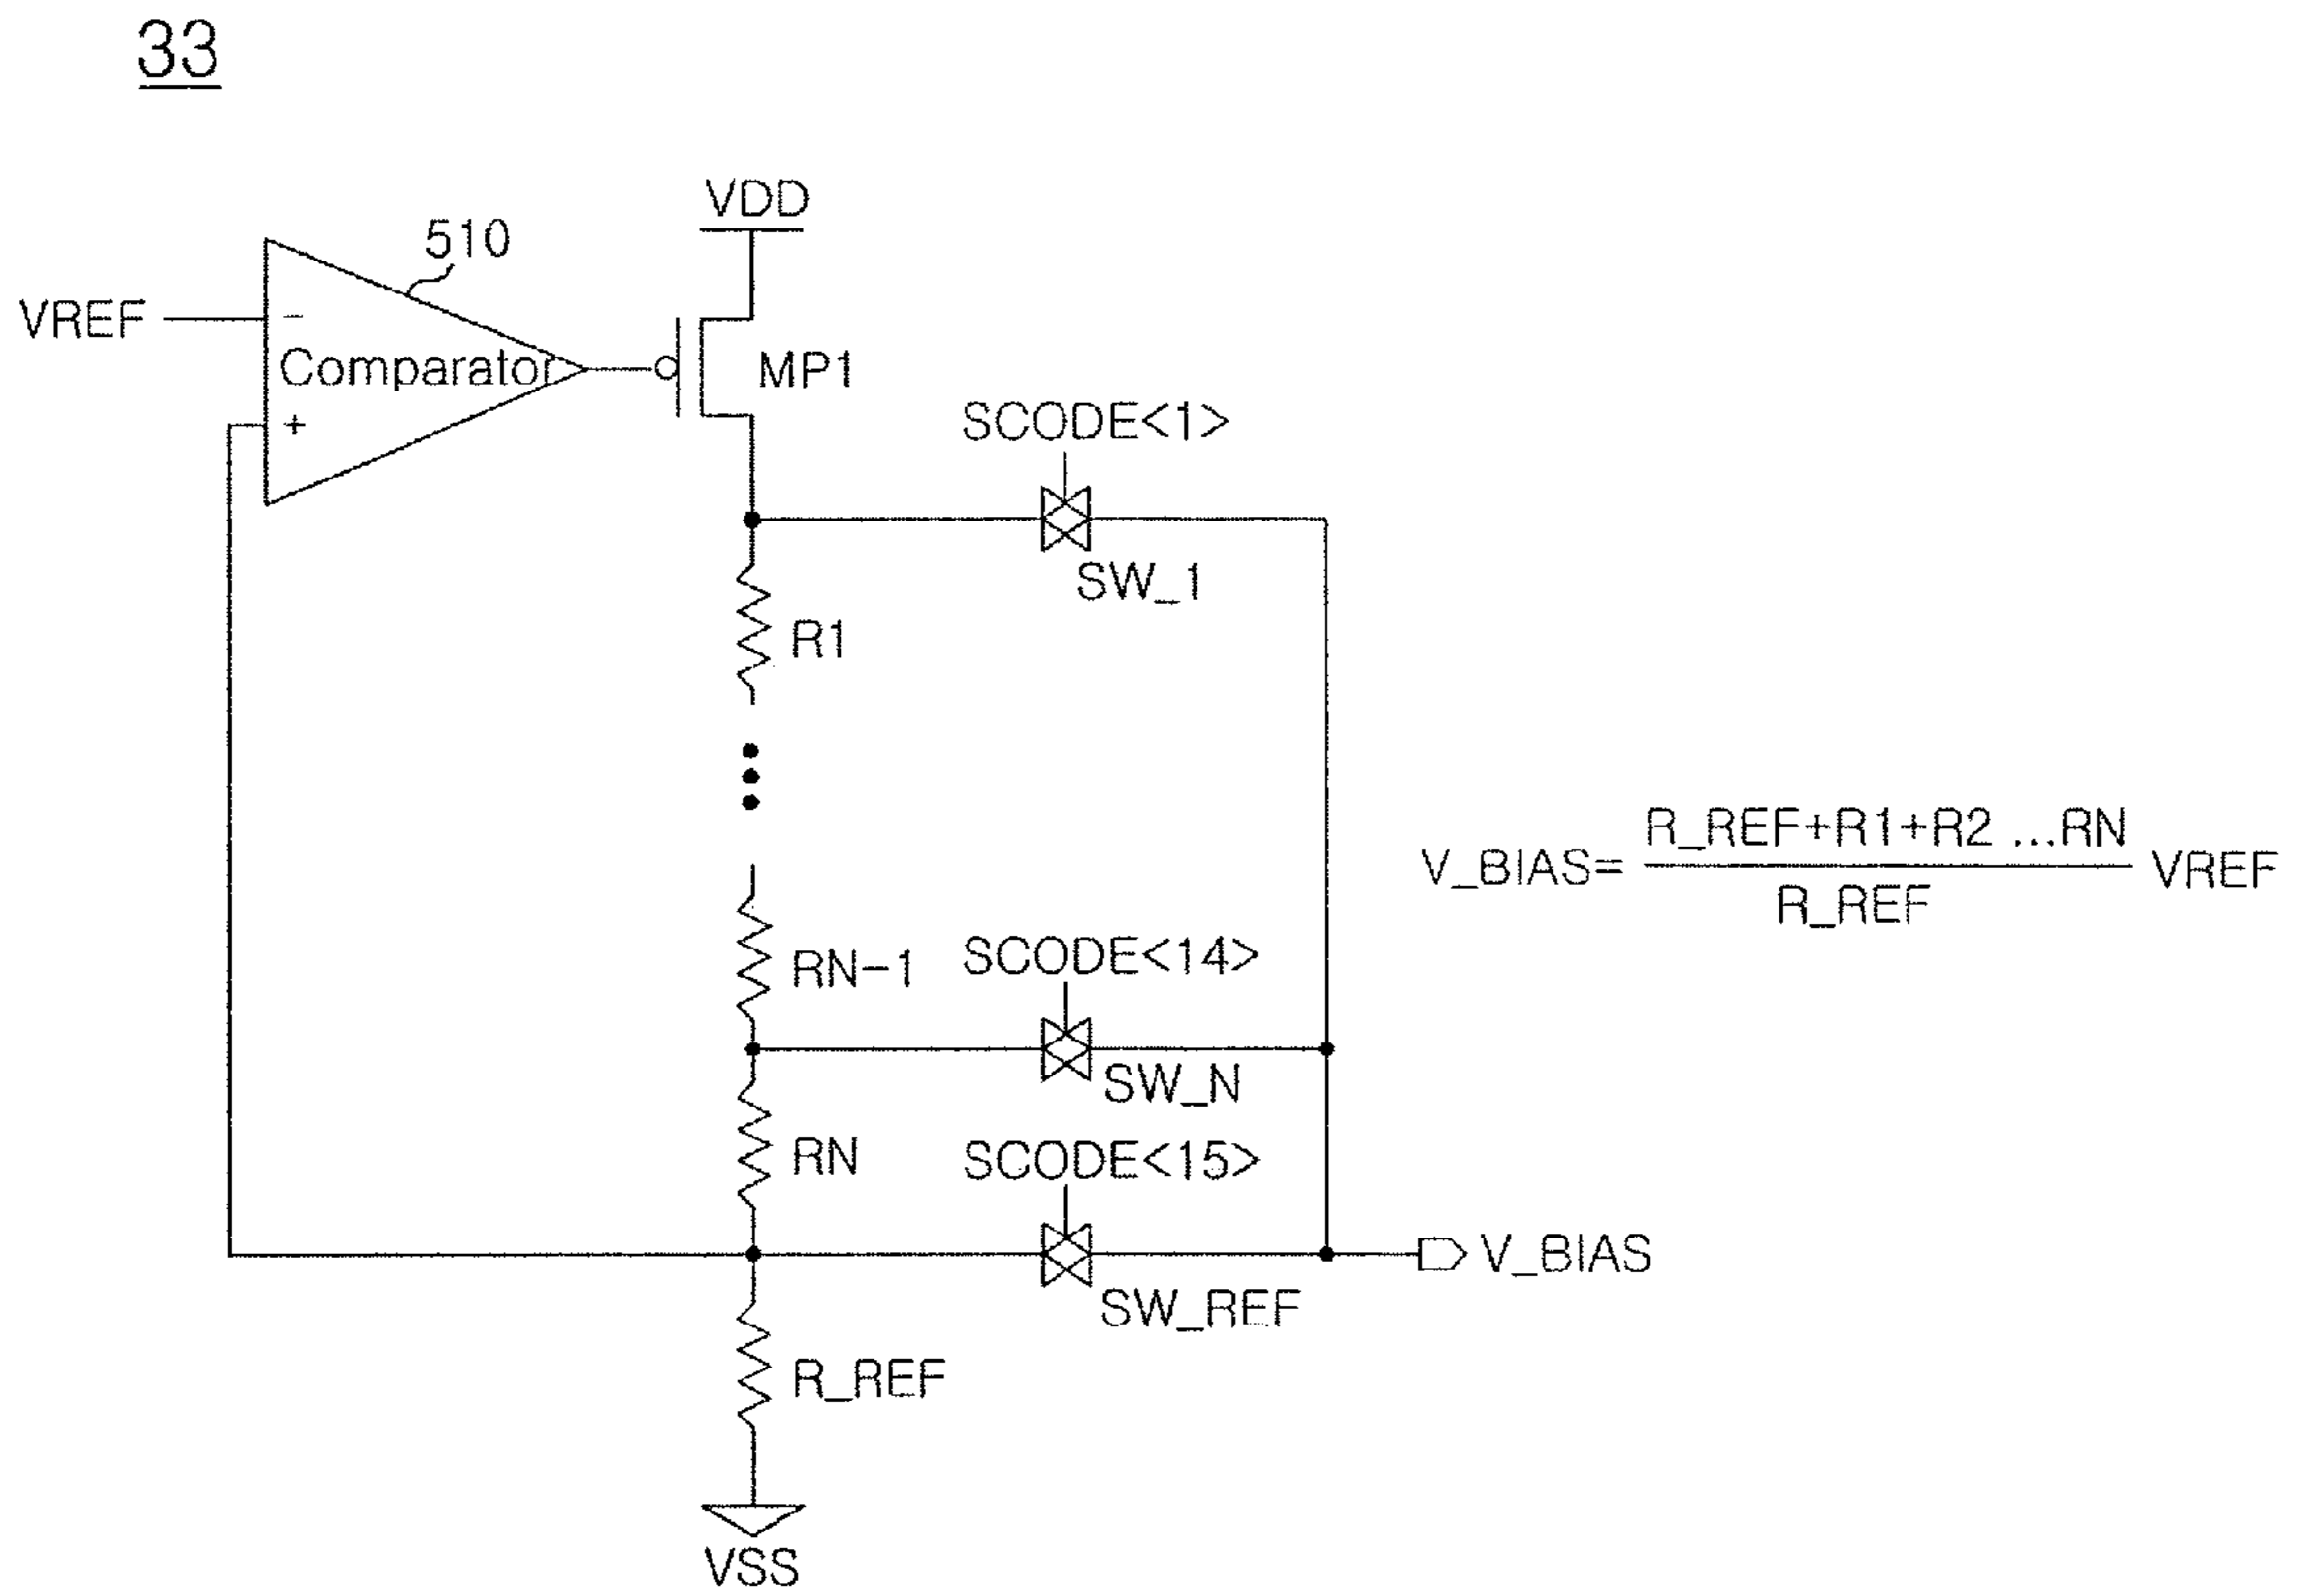 33
VDD
510
VREF
−
Comparator
+
MP1
SCODE<1>
SW_1
R1
V_BIAS= R_REF+R1+R2 ...RN / R_REF VREF
RN-1
SCODE<14>
SW_N
RN
SCODE<15>
V_BIAS
SW_REF
R_REF
VSS